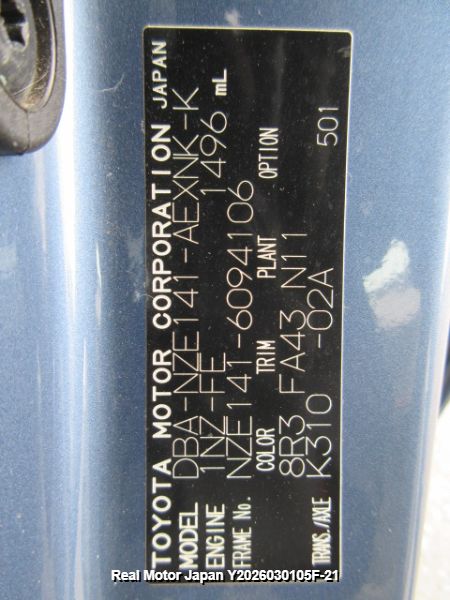 TOYOTA MOTOR CORPORATION JAPAN
MODEL DBA-NZE141-AEXNK-K
ENGINE 1NZ-FE 1496 mL
FRAME No. NZE141-6094106
COLOR TRIM PLANT OPTION
8R3 FA43 N11 501
TRANS./AXLE K310 -02A
Real Motor Japan Y2026030105F-21